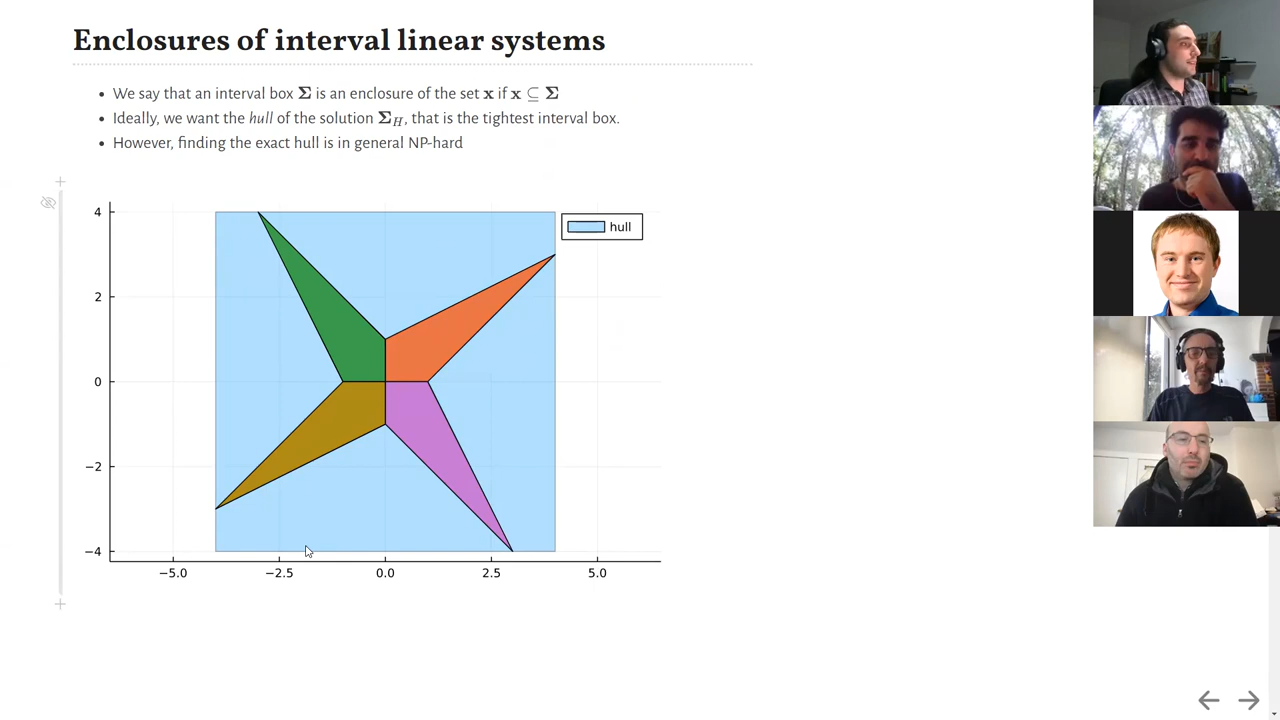 Enclosures of interval linear systems
• We say that an interval box Σ is an enclosure of the set x if x ⊆ Σ
• Ideally, we want the hull of the solution Σ_H, that is the tightest interval box.
• However, finding the exact hull is in general NP-hard
hull
4
2
0
−2
−4
−5.0 −2.5 0.0 2.5 5.0